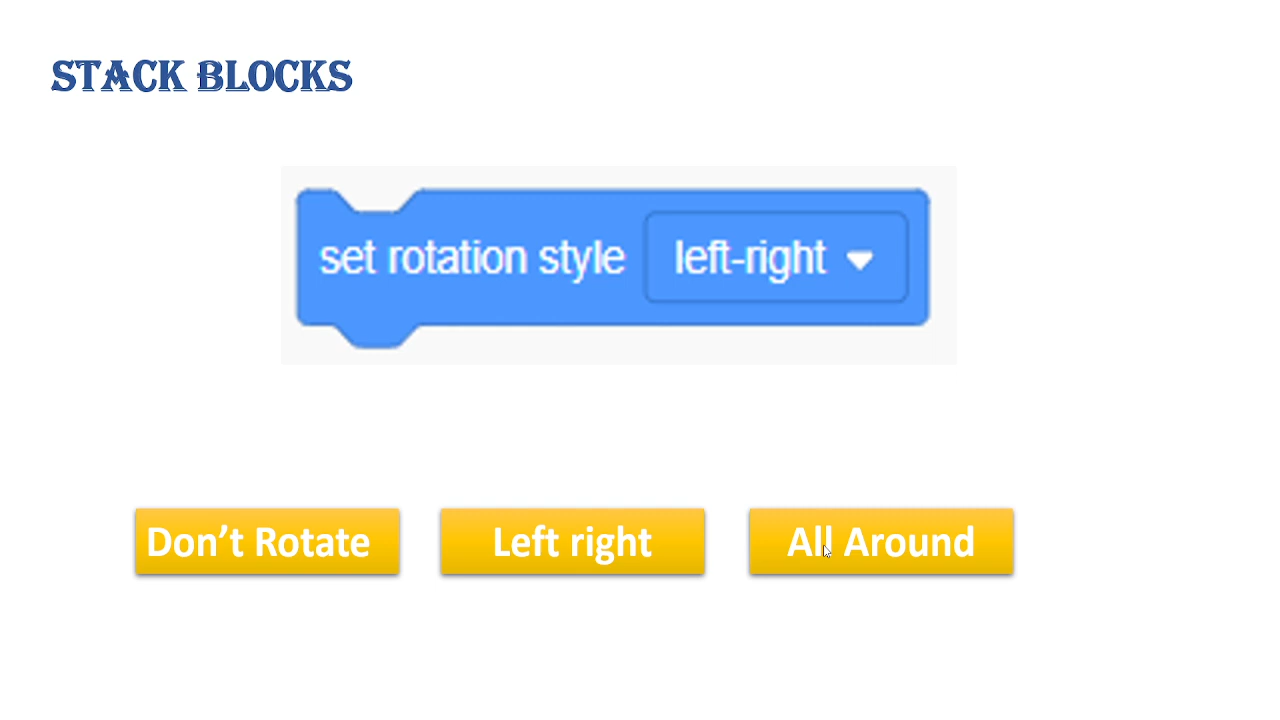 STACK BLOCKS
set rotation style left-right
Don’t Rotate
Left right
All Around